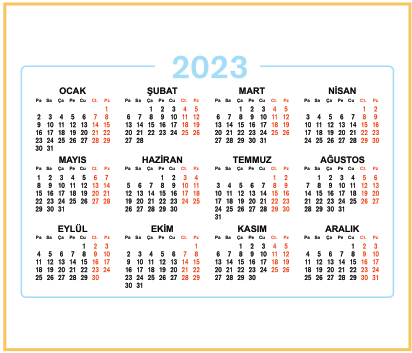 2023
OCAK
Pa Sa Ça Pe Cu Ct. Pz
1
2 3 4 5 6 7 8
9 10 11 12 13 14 15
16 17 18 19 20 21 22
23 24 25 26 27 28 29
30 31
ŞUBAT
Pa Sa Ça Pe Cu Ct. Pz
1 2 3 4 5
6 7 8 9 10 11 12
13 14 15 16 17 18 19
20 21 22 23 24 25 26
27 28
MART
Pa Sa Ça Pe Cu Ct. Pz
1 2 3 4 5
6 7 8 9 10 11 12
13 14 15 16 17 18 19
20 21 22 23 24 25 26
27 28 29 30 31
NİSAN
Pa Sa Ça Pe Cu Ct. Pz
1 2
3 4 5 6 7 8 9
10 11 12 13 14 15 16
17 18 19 20 21 22 23
24 25 26 27 28 29 30
MAYIS
Pa Sa Ça Pe Cu Ct. Pz
1 2 3 4 5 6 7
8 9 10 11 12 13 14
15 16 17 18 19 20 21
22 23 24 25 26 27 28
29 30 31
HAZİRAN
Pa Sa Ça Pe Cu Ct. Pz
1 2 3 4
5 6 7 8 9 10 11
12 13 14 15 16 17 18
19 20 21 22 23 24 25
26 27 28 29 30
TEMMUZ
Pa Sa Ça Pe Cu Ct. Pz
1 2
3 4 5 6 7 8 9
10 11 12 13 14 15 16
17 18 19 20 21 22 23
24 25 26 27 28 29 30
31
AĞUSTOS
Pa Sa Ça Pe Cu Ct. Pz
1 2 3 4 5 6
7 8 9 10 11 12 13
14 15 16 17 18 19 20
21 22 23 24 25 26 27
28 29 30 31
EYLÜL
Pa Sa Ça Pe Cu Ct. Pz
1 2 3
4 5 6 7 8 9 10
11 12 13 14 15 16 17
18 19 20 21 22 23 24
25 26 27 28 29 30
EKİM
Pa Sa Ça Pe Cu Ct. Pz
1
2 3 4 5 6 7 8
9 10 11 12 13 14 15
16 17 18 19 20 21 22
23 24 25 26 27 28 29
30 31
KASIM
Pa Sa Ça Pe Cu Ct. Pz
1 2 3 4 5
6 7 8 9 10 11 12
13 14 15 16 17 18 19
20 21 22 23 24 25 26
27 28 29 30
ARALIK
Pa Sa Ça Pe Cu Ct. Pz
1 2 3
4 5 6 7 8 9 10
11 12 13 14 15 16 17
18 19 20 21 22 23 24
25 26 27 28 29 30 31